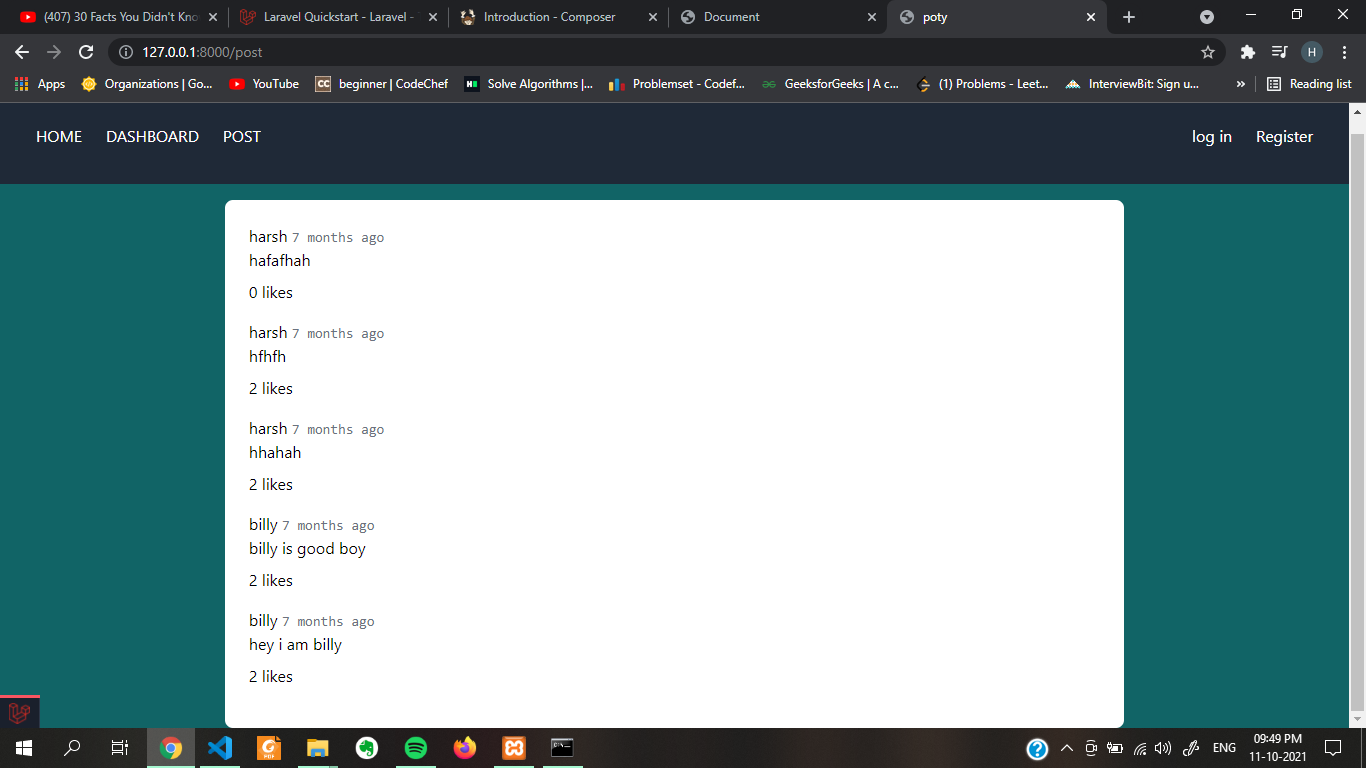 (407) 30 Facts You Didn't Kno
Laravel Quickstart - Laravel -
Introduction - Composer
Document
poty
127.0.0.1:8000/post
H
Apps
Organizations | Go...
YouTube
CC
beginner | CodeChef
H
Solve Algorithms |...
Problemset - Codef...
GeeksforGeeks | A c...
(1) Problems - Leet...
InterviewBit: Sign u...
»
Reading list
HOME
DASHBOARD
POST
log in
Register
harsh 7 months ago
hafafhah
0 likes
harsh 7 months ago
hfhfh
2 likes
harsh 7 months ago
hhahah
2 likes
billy 7 months ago
billy is good boy
2 likes
billy 7 months ago
hey i am billy
2 likes
PDF
ENG
09:49 PM
11-10-2021